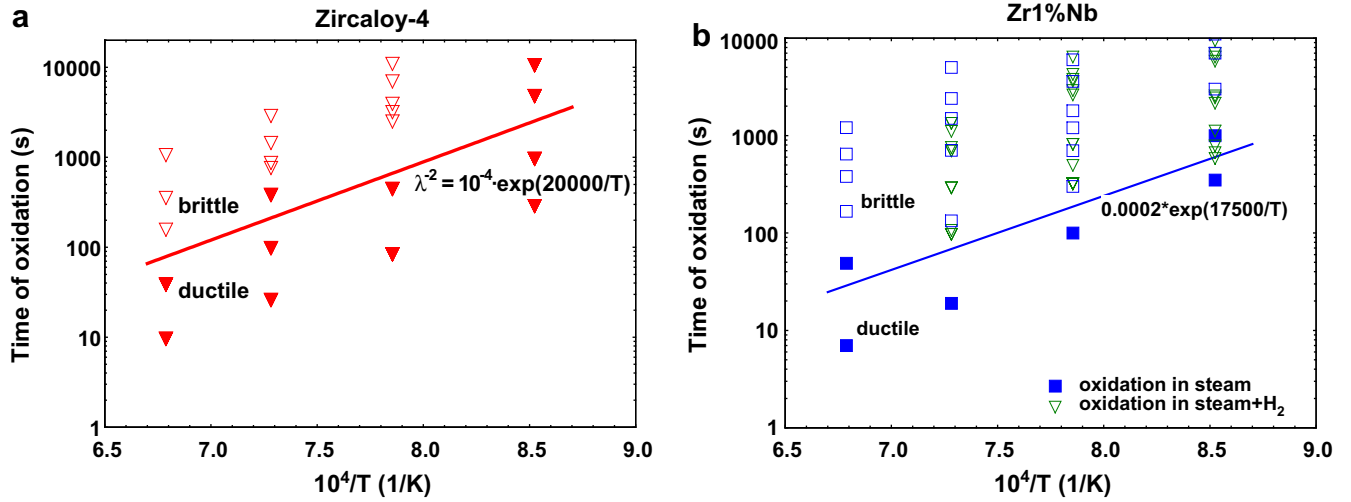 a
Zircaloy-4
Time of oxidation (s)
10000
1000
100
10
1
brittle
ductile
λ⁻² = 10⁻⁴·exp(20000/T)
6.5 7.0 7.5 8.0 8.5 9.0
10⁴/T (1/K)
b
Zr1%Nb
Time of oxidation (s)
10000
1000
100
10
1
brittle
ductile
0.0002*exp(17500/T)
oxidation in steam
oxidation in steam+H₂
6.5 7.0 7.5 8.0 8.5 9.0
10⁴/T (1/K)